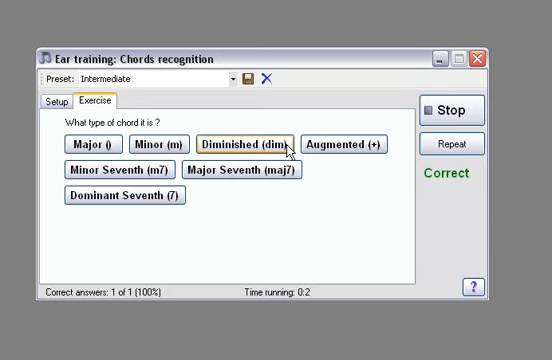 Ear training: Chords recognition
Preset: Intermediate
Setup Exercise
What type of chord it is ?
Major () Minor (m) Diminished (dim) Augmented (+)
Minor Seventh (m7) Major Seventh (maj7)
Dominant Seventh (7)
Stop
Repeat
Correct
?
Correct answers: 1 of 1 (100%) Time running: 0:2